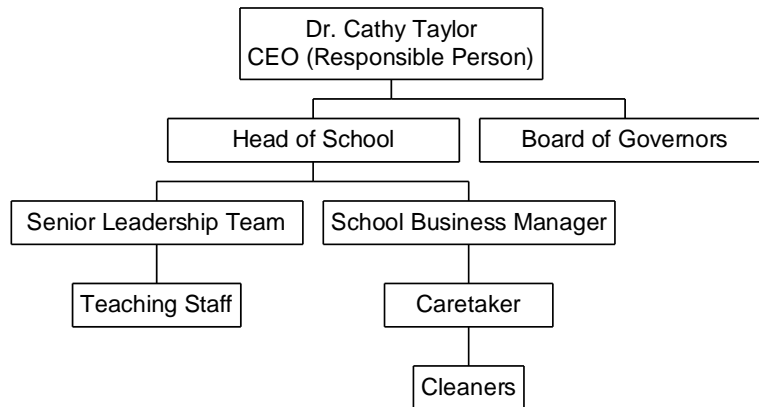 Dr. Cathy Taylor
CEO (Responsible Person)
Head of School
Board of Governors
Senior Leadership Team
School Business Manager
Teaching Staff
Caretaker
Cleaners